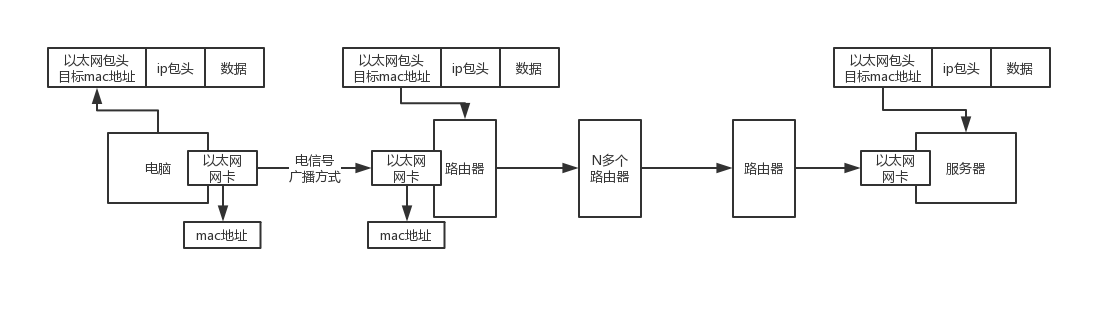 以太网包头
目标mac地址
ip包头
数据
以太网包头
目标mac地址
ip包头
数据
以太网包头
目标mac地址
ip包头
数据
电脑
以太网
网卡
电信号
广播方式
以太网
网卡
路由器
N多个
路由器
路由器
以太网
网卡
服务器
mac地址
mac地址